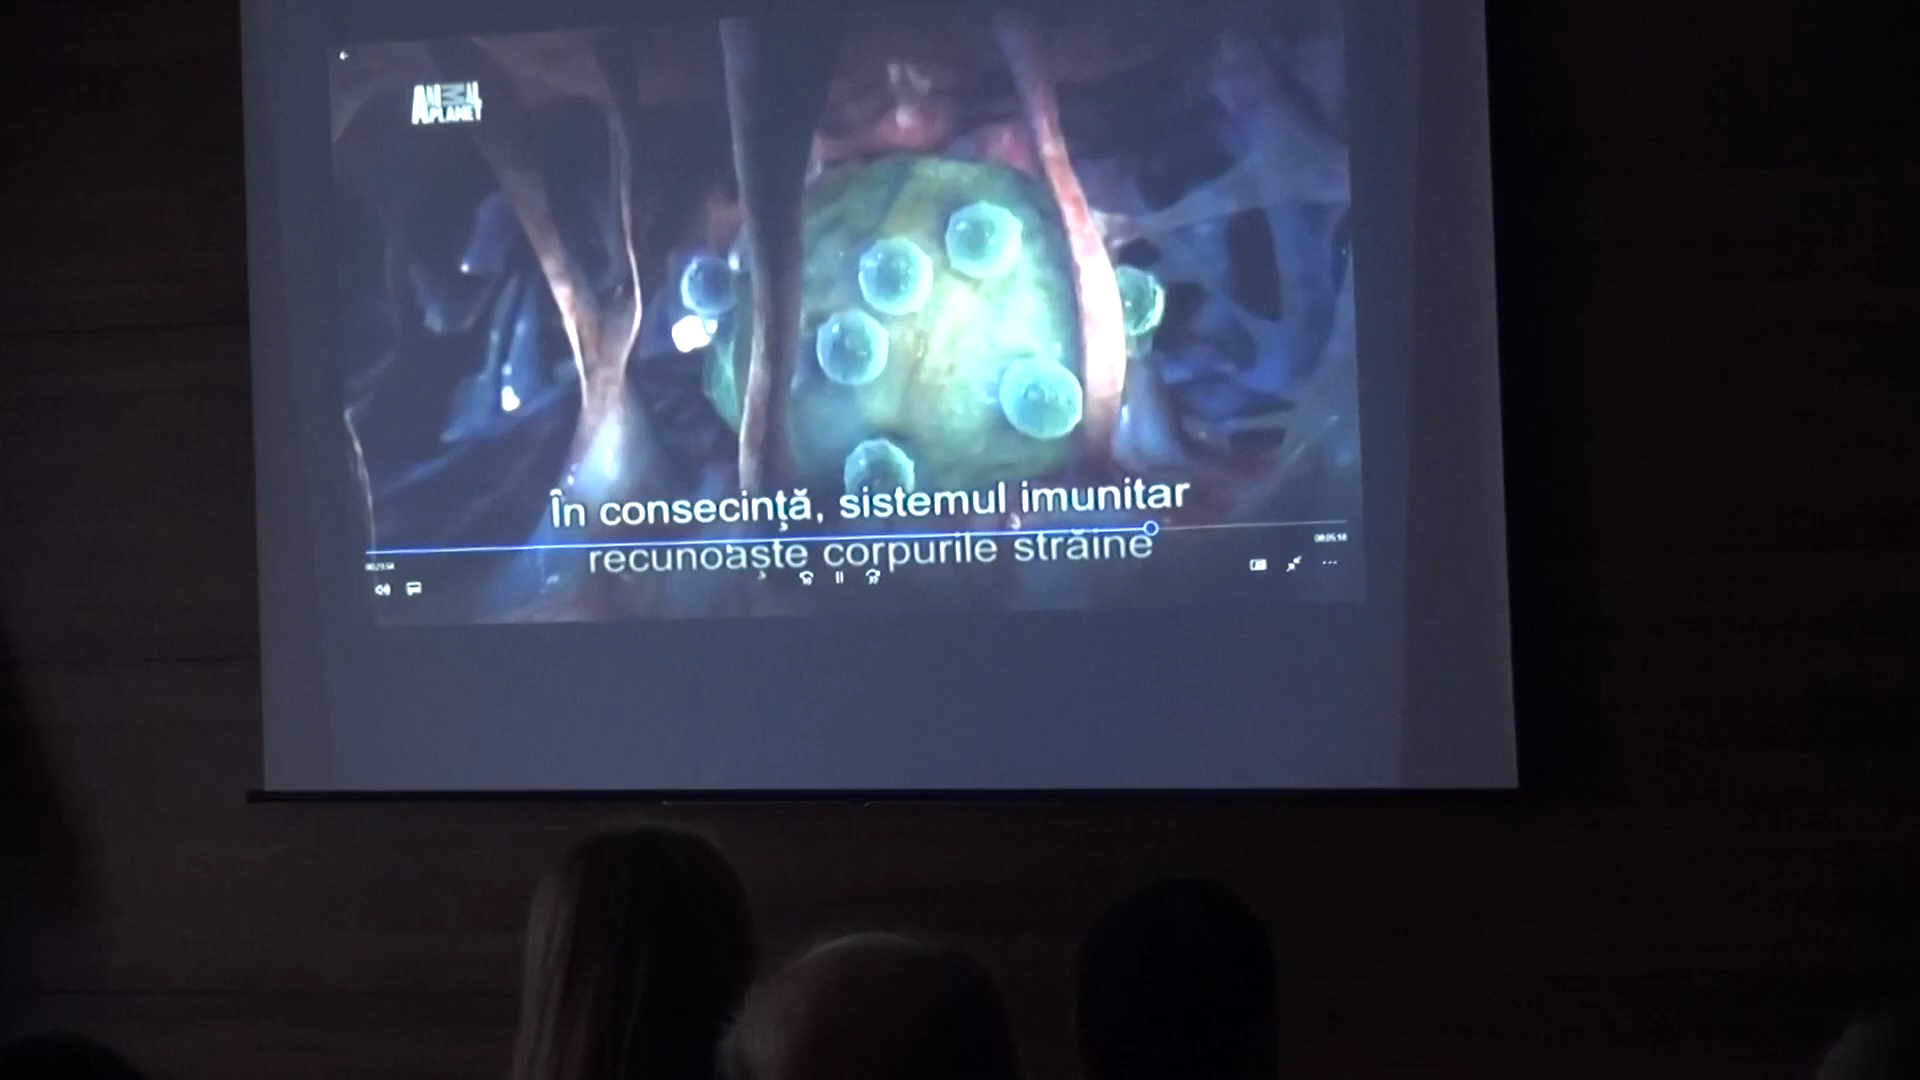 ANIMAL
PLANET
În consecință, sistemul imunitar
recunoaște corpurile străine